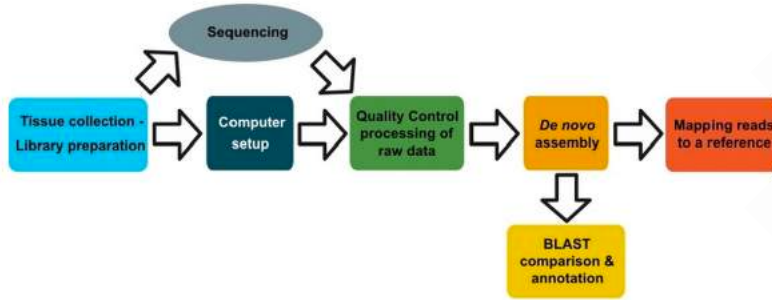 Sequencing
Tissue collection -
Library preparation
Computer
setup
Quality Control
processing of
raw data
De novo
assembly
Mapping reads
to a reference
BLAST
comparison &
annotation